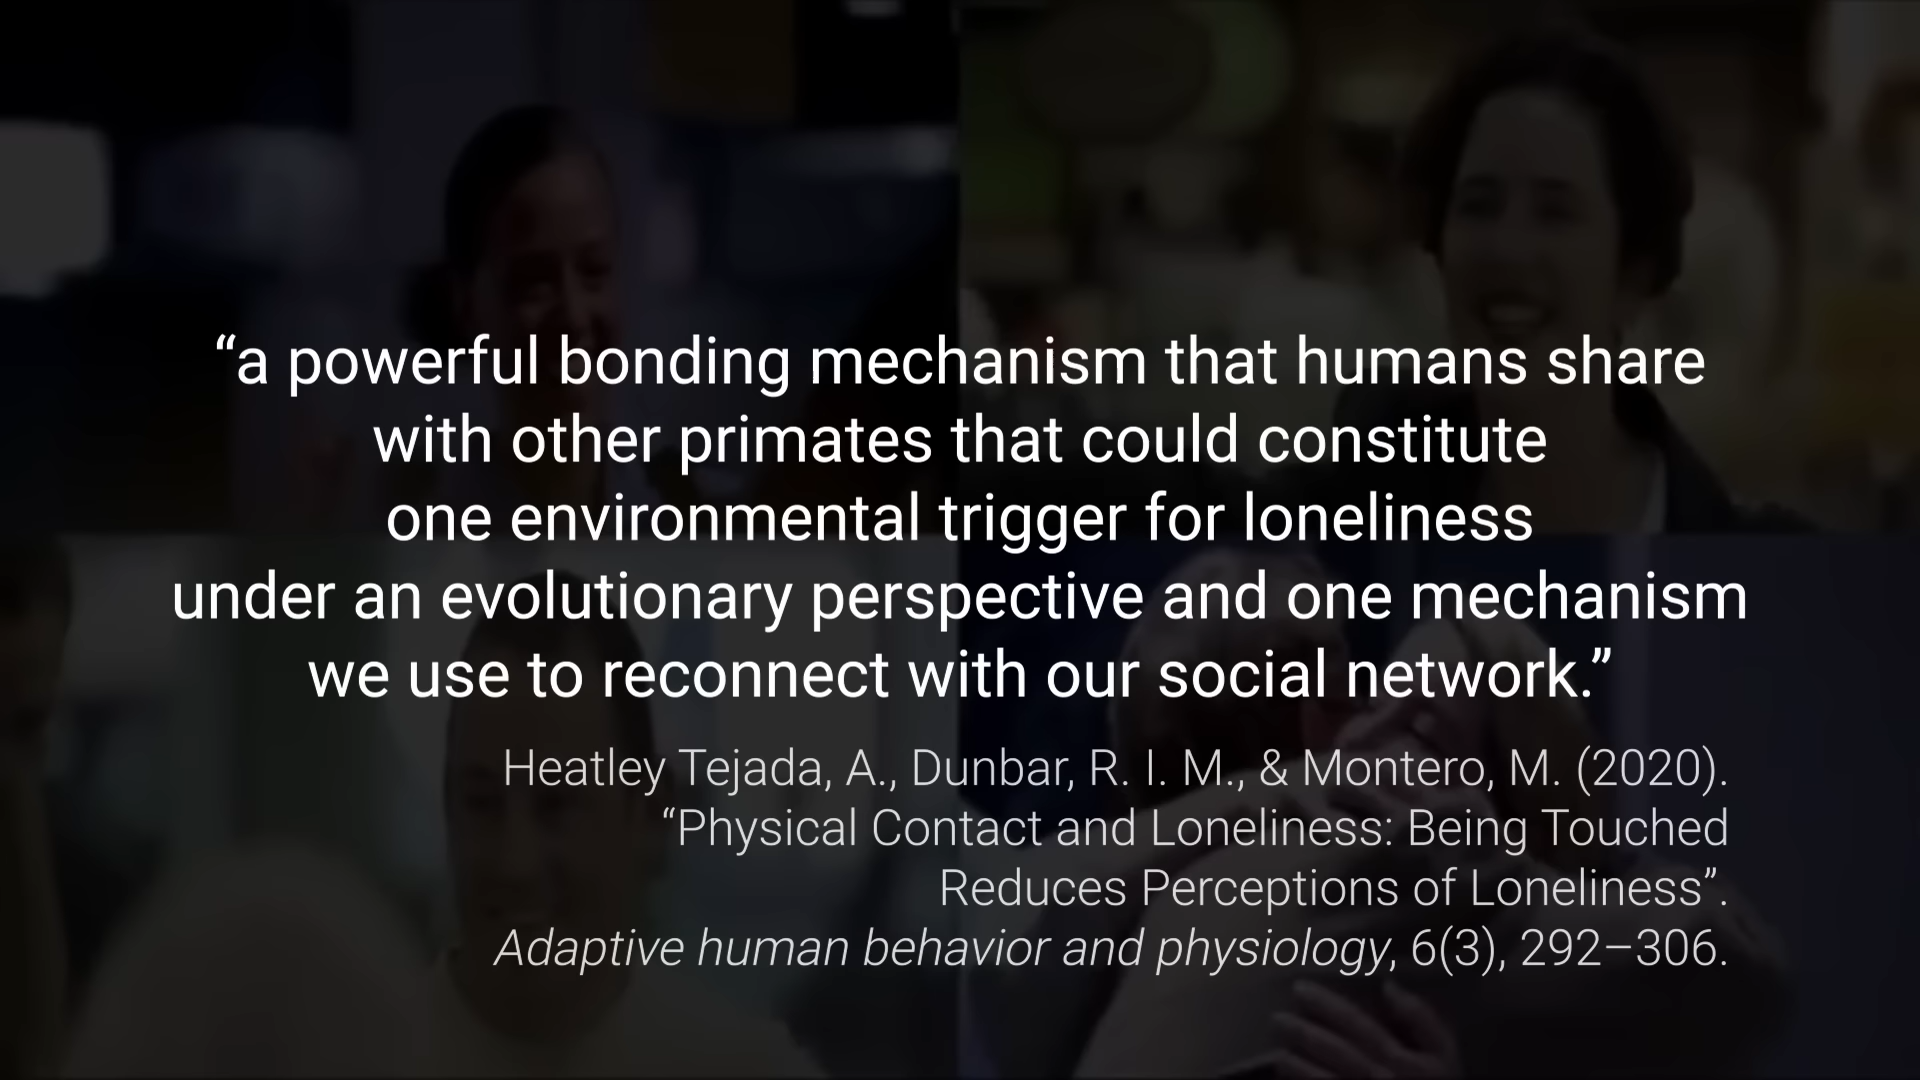 “a powerful bonding mechanism that humans share
with other primates that could constitute
one environmental trigger for loneliness
under an evolutionary perspective and one mechanism
we use to reconnect with our social network.”
Heatley Tejada, A., Dunbar, R. I. M., & Montero, M. (2020).
“Physical Contact and Loneliness: Being Touched
Reduces Perceptions of Loneliness”.
Adaptive human behavior and physiology, 6(3), 292–306.